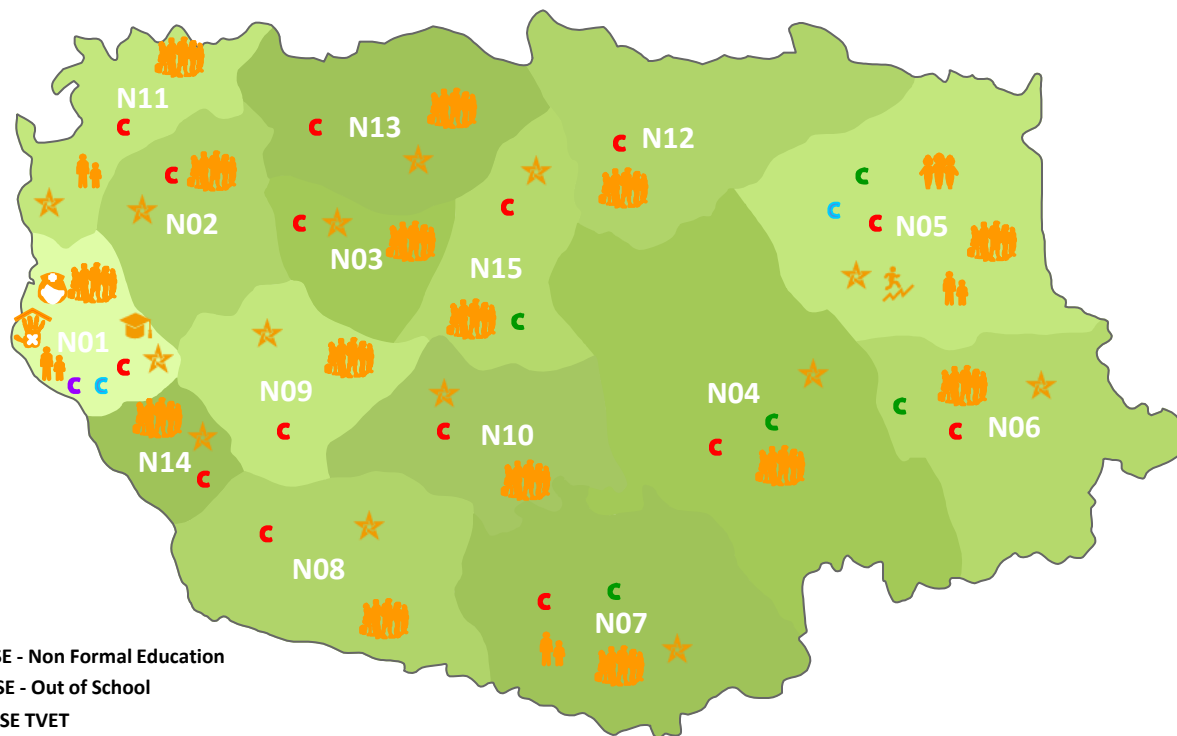 N11
N13
N12
N02
N05
N03
N15
N01
N09
N04
N06
N10
N14
N08
N07
SE - Non Formal Education
SE - Out of School
SE TVET